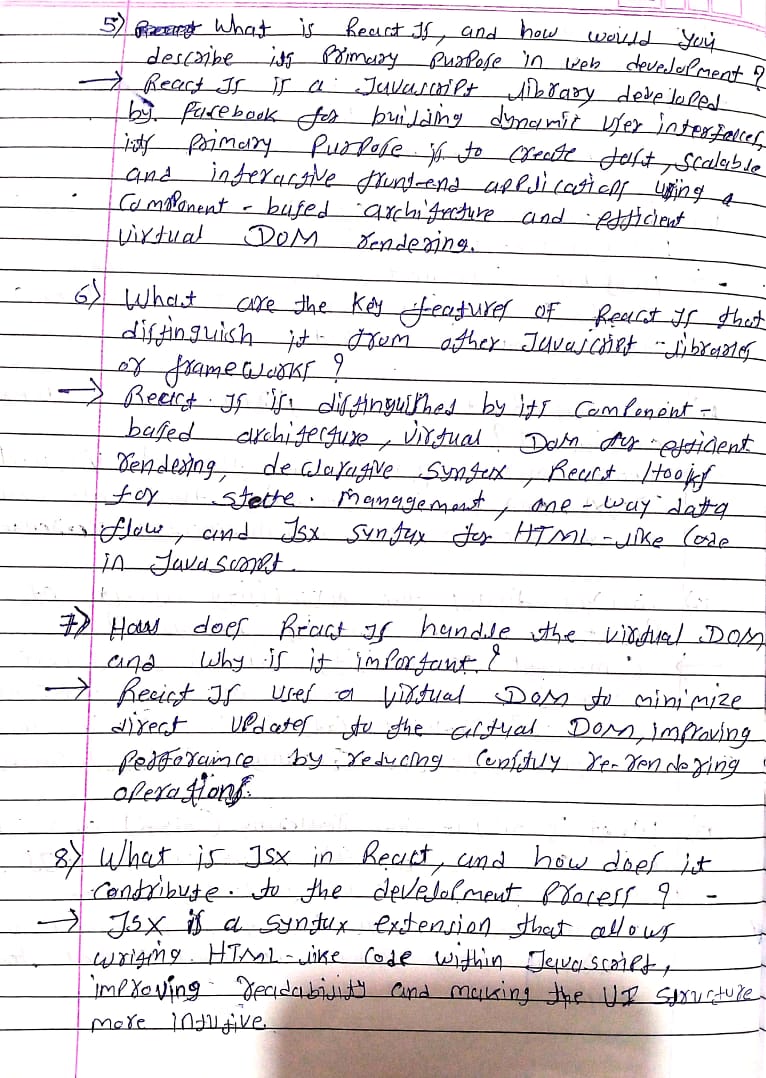 5) What is React Js, and how would you
describe its Primary Purpose in web development ?
→ React Js is a Javascript library developed
by. Facebook for building dynamic user interfaces,
its Primary Purpose is to create fast, scalable
and interactive frunt-end applications using a
Component - based architecture and efficient
virtual DOM rendering.
6) What are the Key features OF React Js that
distinguish it from other Javascript - libraries
or frameworks ?
→ React Js is distinguished by its Component -
based architecture, virtual Dom for efficient
rendering, declarative Syntax, React Hooks
for state. management, one - way data
flow, and Jsx Syntax for HTML - like Code
in Javascript.
7) How does React Js handle the virtual DOM
and Why is it important ?
→ React Js Uses a virtual DOM to minimize
direct updates to the actual DOM, improving
by reducing re-rendering
operations.
8) What is Jsx in React, and how does it
Contribute. to the development Process ? -
→ JSX is a Syntax extension that allows
writing HTML - like Code within Javascript,
improving readability and making the UI Structure
more intutive.